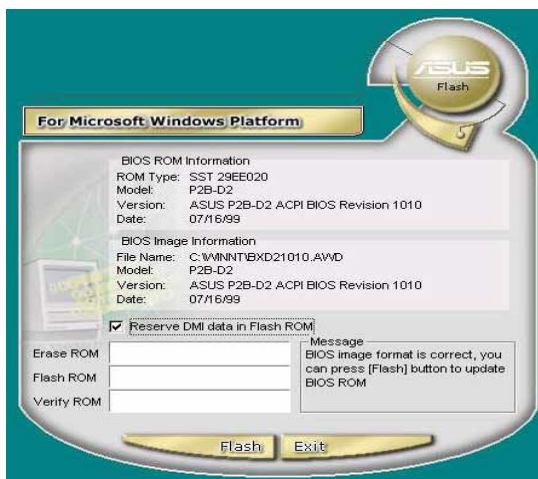 ASUS
Flash
For Microsoft Windows Platform
BIOS ROM Information
ROM Type: SST 29EE020
Model: P2B-D2
Version: ASUS P2B-D2 ACPI BIOS Revision 1010
Date: 07/16/99
BIOS Image Information
File Name: C:\WINNT\BXD21010.AWD
Model: P2B-D2
Version: ASUS P2B-D2 ACPI BIOS Revision 1010
Date: 07/16/99
Reserve DMI data in Flash ROM
Erase ROM
Flash ROM
Verify ROM
Message
BIOS image format is correct, you
can press [Flash] button to update
BIOS ROM
Flash
Exit